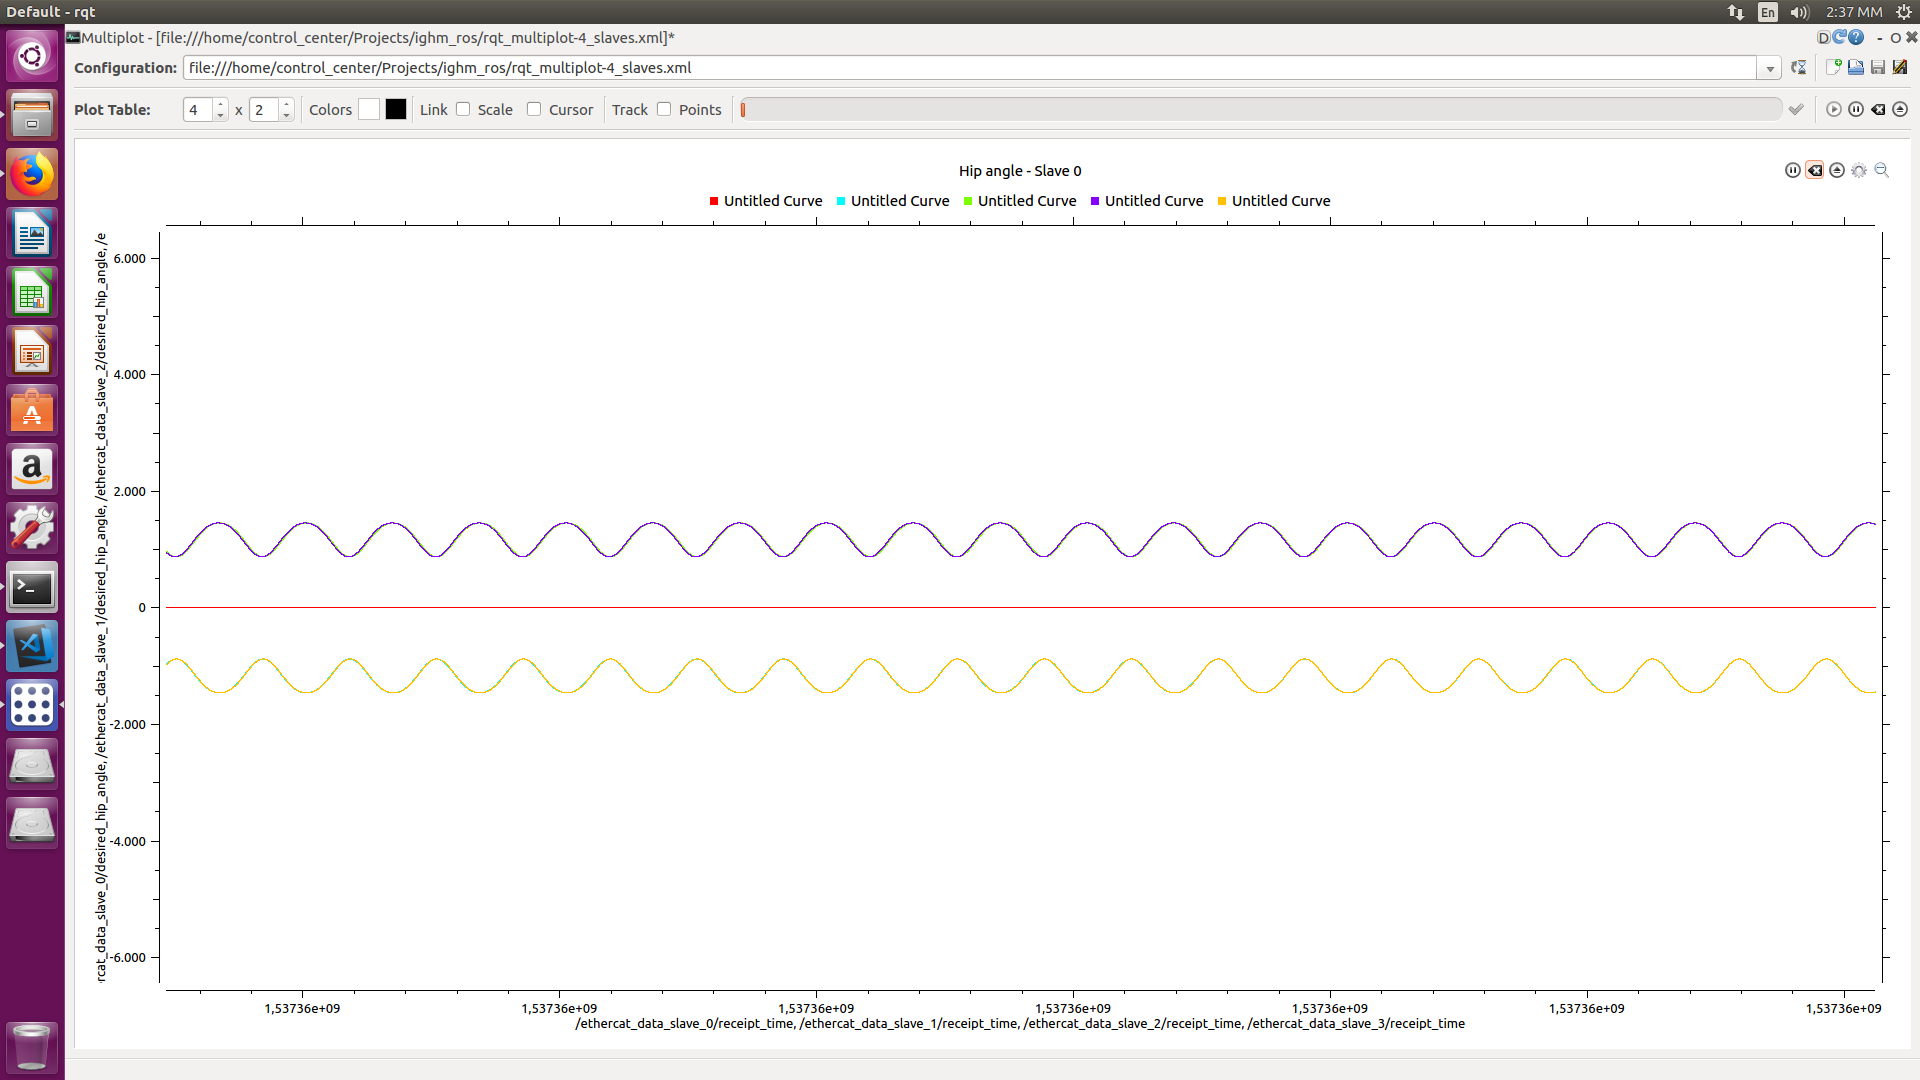 Default - rqt
En
2:37 MM
Multiplot - [file:///home/control_center/Projects/ighm_ros/rqt_multiplot-4_slaves.xml]*
D
- O
Configuration: file:///home/control_center/Projects/ighm_ros/rqt_multiplot-4_slaves.xml
Plot Table: 4 x 2 Colors Link Scale Cursor Track Points
Hip angle - Slave 0
Untitled Curve Untitled Curve Untitled Curve Untitled Curve Untitled Curve
rcat_data_slave_0/desired_hip_angle, /ethercat_data_slave_1/desired_hip_angle, /ethercat_data_slave_2/desired_hip_angle, /e
6.000
4.000
2.000
0
-2.000
-4.000
-6.000
1,53736e+09 1,53736e+09 1,53736e+09 1,53736e+09 1,53736e+09 1,53736e+09 1,53736e+09
/ethercat_data_slave_0/receipt_time, /ethercat_data_slave_1/receipt_time, /ethercat_data_slave_2/receipt_time, /ethercat_data_slave_3/receipt_time